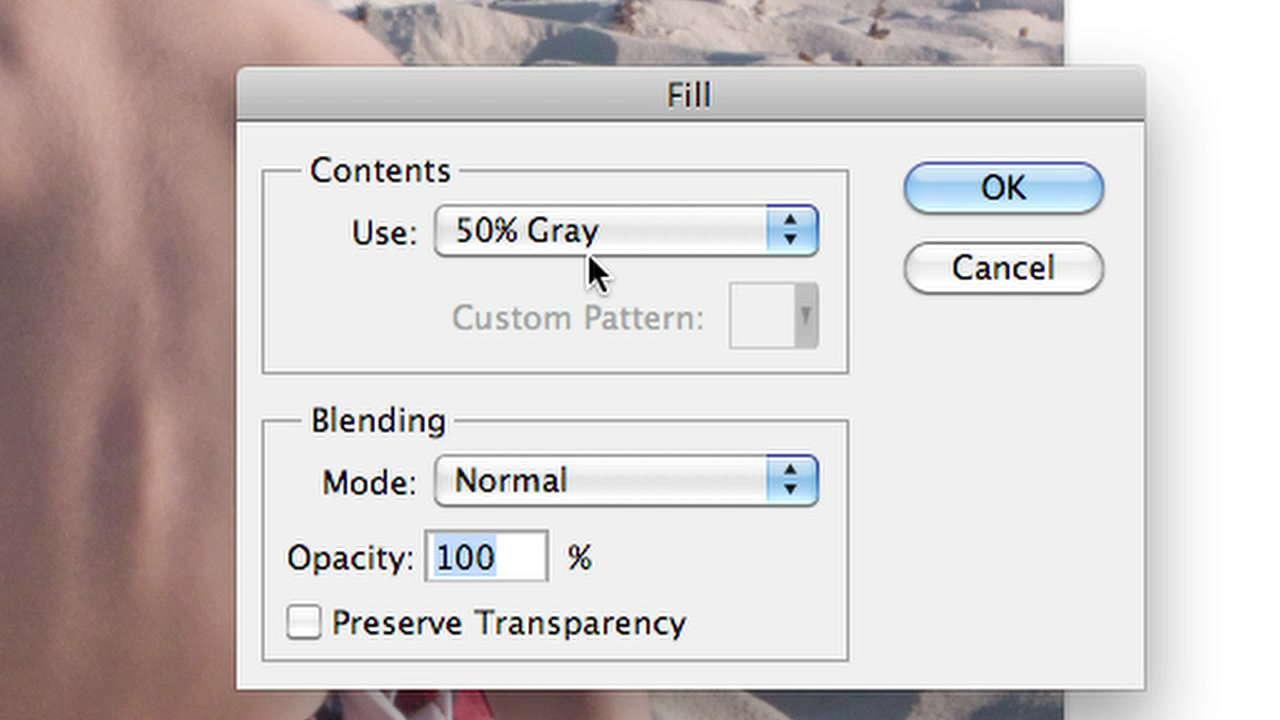 Fill
Contents
Use: 50% Gray
Custom Pattern:
OK
Cancel
Blending
Mode: Normal
Opacity: 100 %
Preserve Transparency